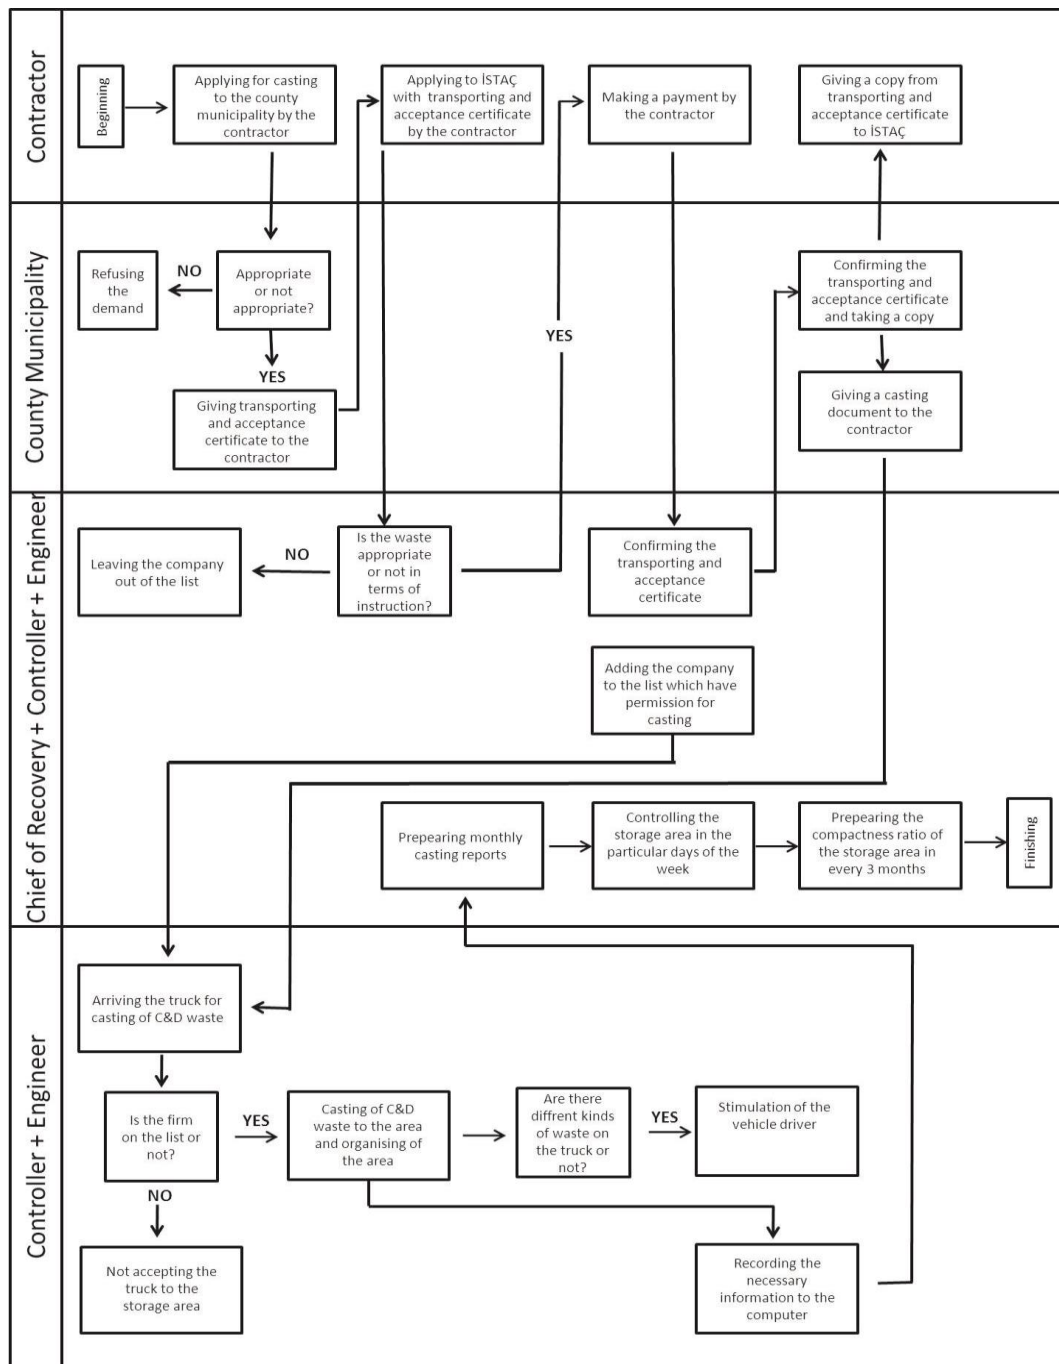 Contractor
Beginning
Applying for casting
to the county
municipality by the
contractor
Applying to İSTAÇ
with transporting and
acceptance certificate
by the contractor
Making a payment by
the contractor
Giving a copy from
transporting and
acceptance certificate
to İSTAÇ
County Municipality
Refusing
the
demand
NO
Appropriate
or not
appropriate?
YES
Giving transporting
and acceptance
certificate to the
contractor
YES
Confirming the
transporting and
acceptance certificate
and taking a copy
Giving a casting
document to the
contractor
Chief of Recovery + Controller + Engineer
Leaving the company
out of the list
NO
Is the waste
appropriate
or not in
terms of
instruction?
Confirming the
transporting and
acceptance
certificate
Adding the company
to the list which have
permission for
casting
Prepearing monthly
casting reports
Controlling the
storage area in the
particular days of the
week
Prepearing the
compactness ratio of
the storage area in
every 3 months
Finishing
Controller + Engineer
Arriving the truck for
casting of C&D waste
Is the firm
on the list or
not?
YES
Casting of C&D
waste to the area
and organising of
the area
Are there
diffrent kinds
of waste on
the truck or
not?
YES
Stimulation of the
vehicle driver
NO
Not accepting the
truck to the
storage area
Recording the
necessary
information to the
computer